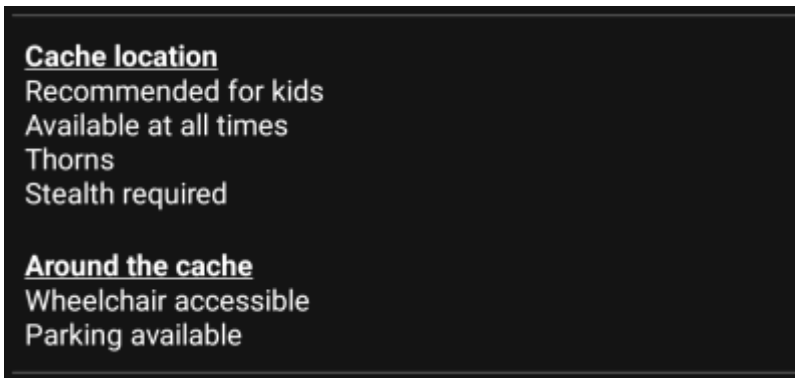 Cache location
Recommended for kids
Available at all times
Thorns
Stealth required
Around the cache
Wheelchair accessible
Parking available